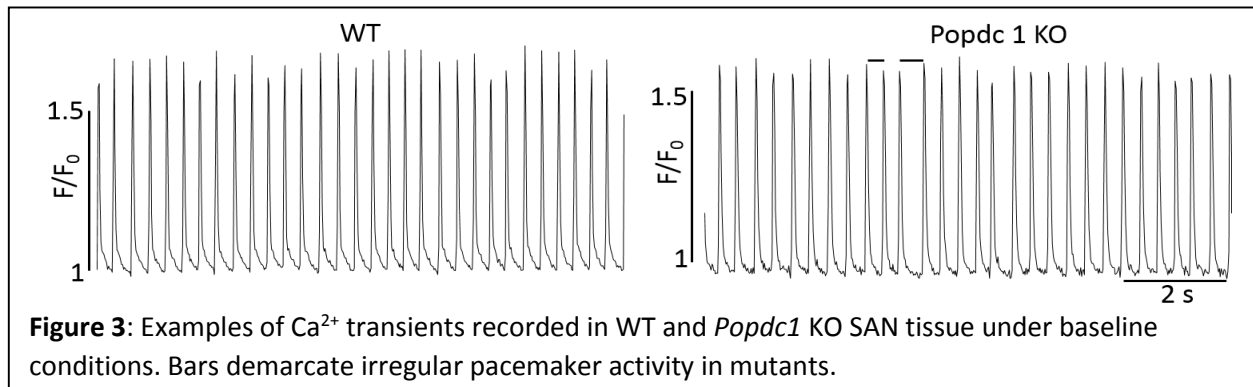 WT
Popdc 1 KO
1.5
F/F₀
1
1.5
F/F₀
1
2 s
Figure 3: Examples of Ca²⁺ transients recorded in WT and Popdc1 KO SAN tissue under baseline
conditions. Bars demarcate irregular pacemaker activity in mutants.